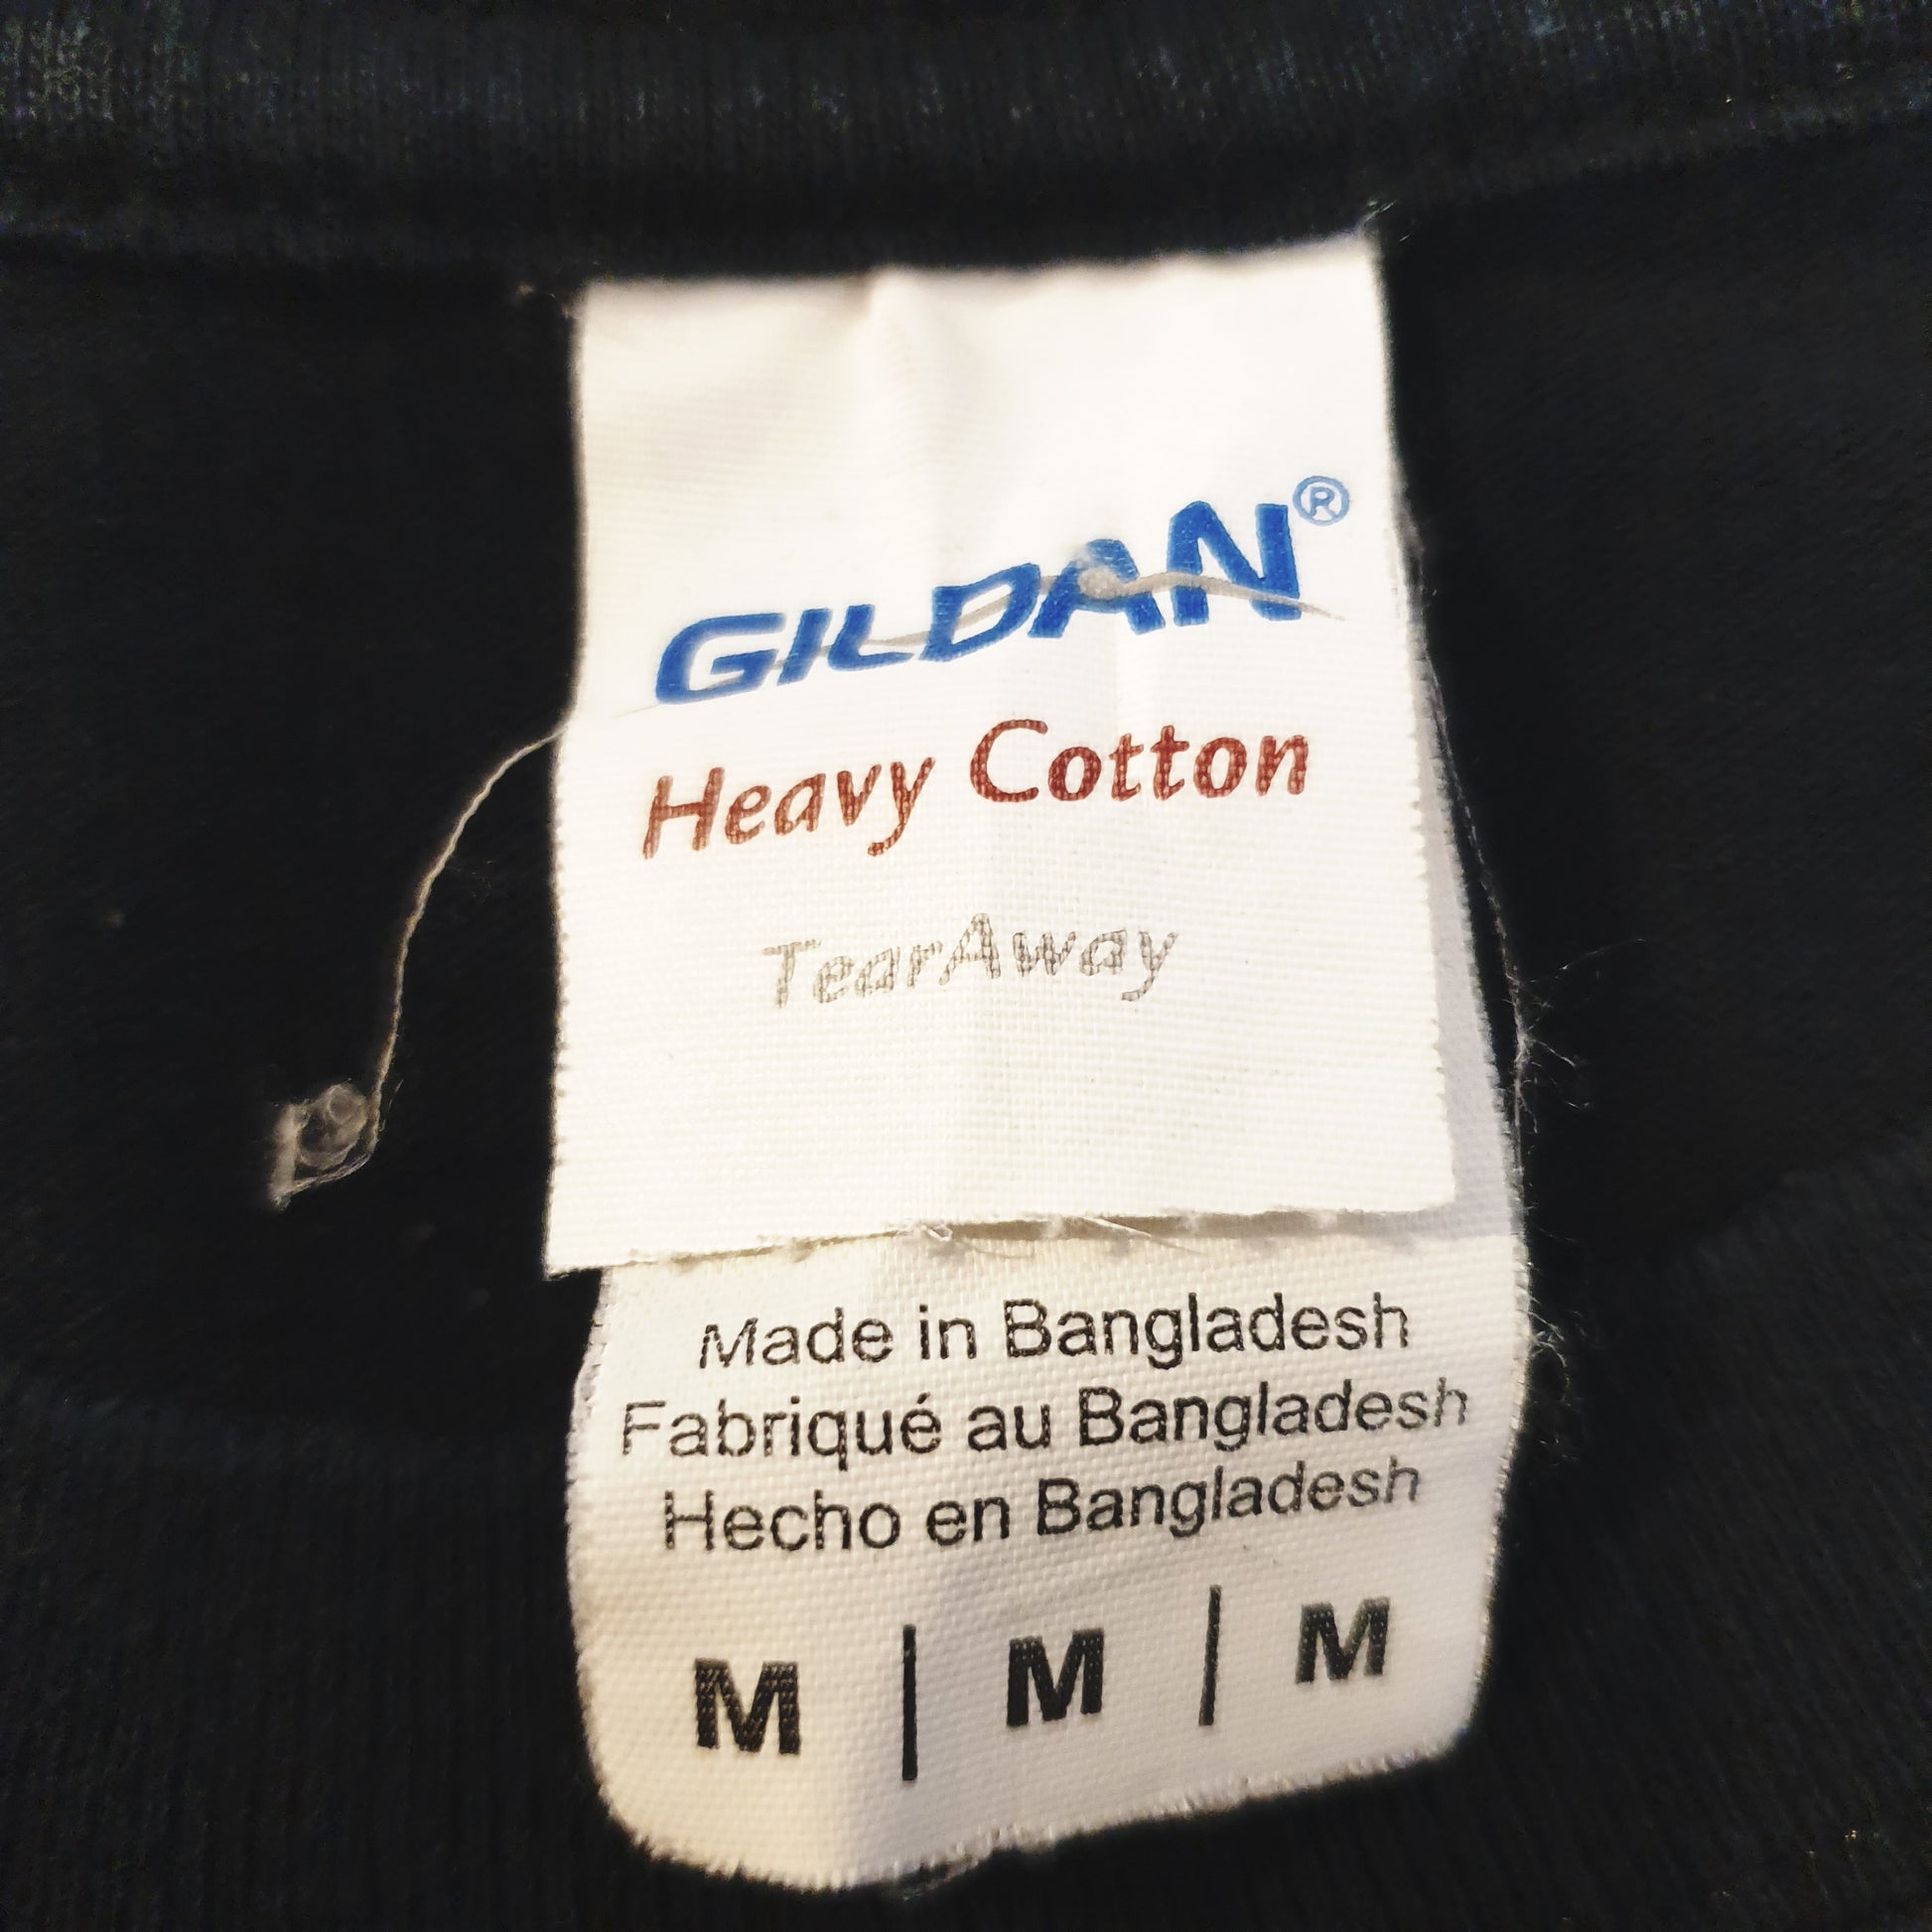 GILDAN®
Heavy Cotton
TearAway
Made in Bangladesh
Fabriqué au Bangladesh
Hecho en Bangladesh
M | M | M